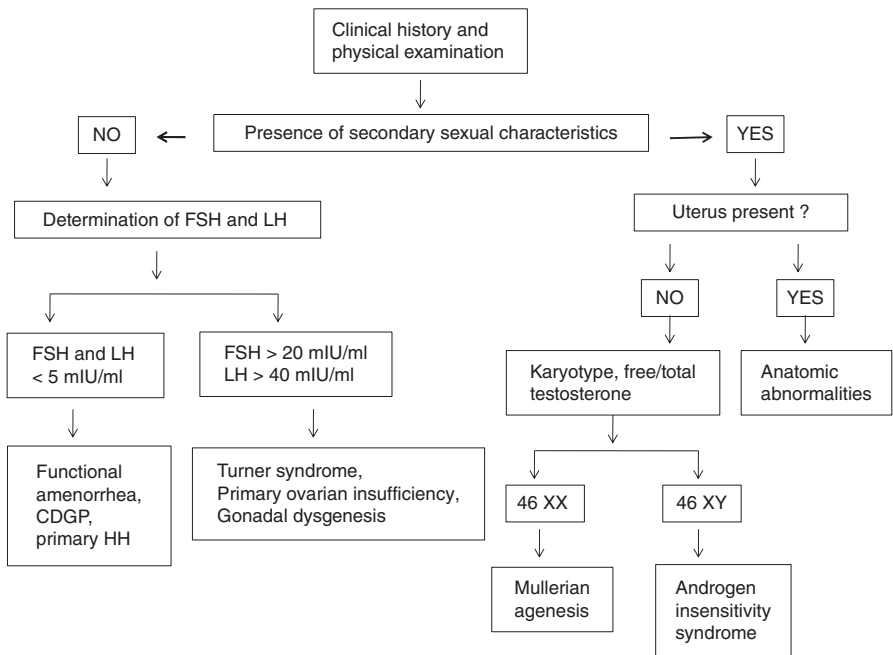 Clinical history and
physical examination
NO
Presence of secondary sexual characteristics
YES
Determination of FSH and LH
Uterus present ?
NO
YES
FSH and LH
< 5 mIU/ml
FSH > 20 mIU/ml
LH > 40 mIU/ml
Karyotype, free/total
testosterone
Anatomic
abnormalities
Functional
amenorrhea,
CDGP,
primary HH
Turner syndrome,
Primary ovarian insufficiency,
Gonadal dysgenesis
46 XX
46 XY
Mullerian
agenesis
Androgen
insensitivity
syndrome